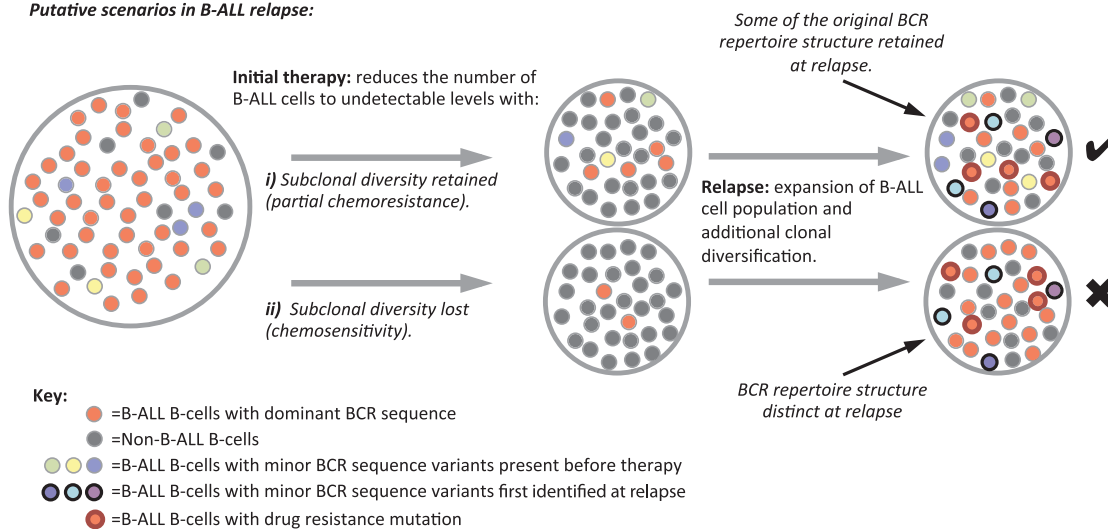 Putative scenarios in B-ALL relapse:
Some of the original BCR
repertoire structure retained
at relapse.
Initial therapy: reduces the number of
B-ALL cells to undetectable levels with:
i) Subclonal diversity retained
(partial chemoresistance).
Relapse: expansion of B-ALL
cell population and
additional clonal
diversification.
ii) Subclonal diversity lost
(chemosensitivity).
BCR repertoire structure
distinct at relapse
Key:
=B-ALL B-cells with dominant BCR sequence
=Non-B-ALL B-cells
=B-ALL B-cells with minor BCR sequence variants present before therapy
=B-ALL B-cells with minor BCR sequence variants first identified at relapse
=B-ALL B-cells with drug resistance mutation